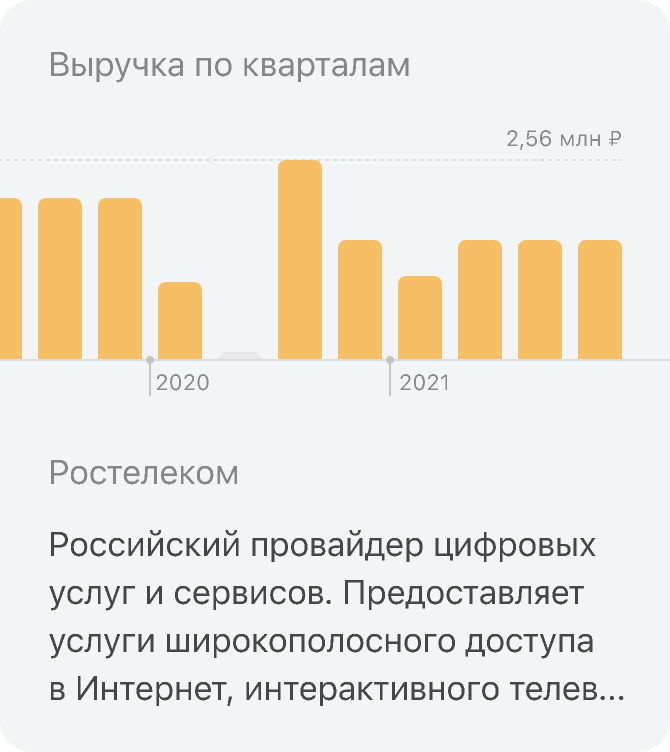 Выручка по кварталам
2,56 млн ₽
2020
2021
Ростелеком
Российский провайдер цифровых
услуг и сервисов. Предоставляет
услуги широкополосного доступа
в Интернет, интерактивного телев...